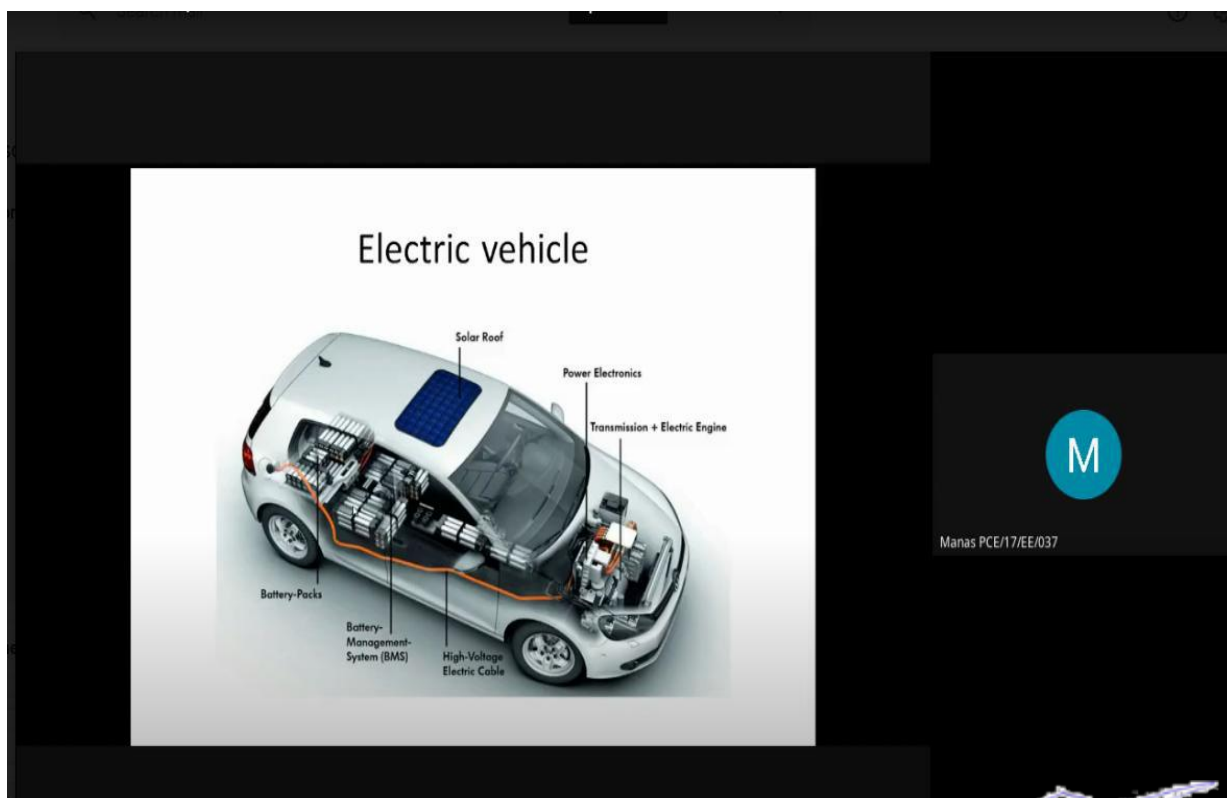 Electric vehicle
Solar Roof
Power Electronics
Transmission + Electric Engine
M
Manas PCE/17/EE/037
Battery-Packs
Battery-
Management-
System (BMS)
High-Voltage
Electric Cable